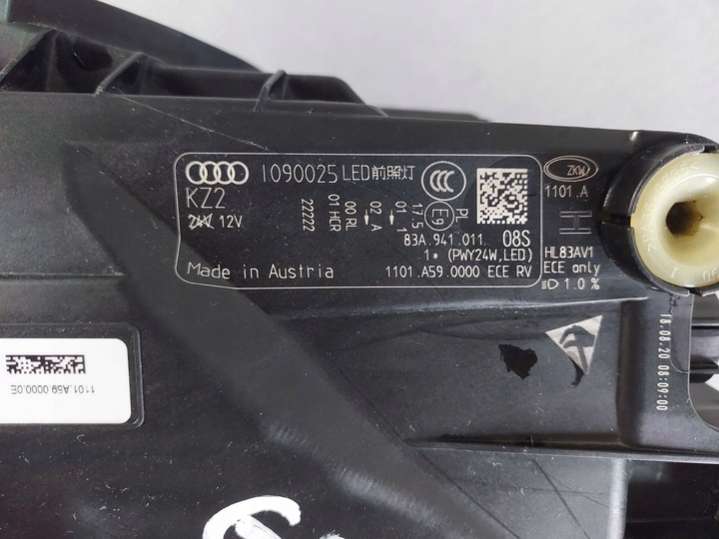 1090025 LED前照灯
KZ2
24V 12V
22222
01 HCR
00 RL
02 A
01 1
17.5
E9
PL
CCC
83A.941.011 08S
1* (PWY24W,LED)
Made in Austria
1101.A59.0000 ECE RV
ZKW
1101.A
HL83AV1
ECE only
1.0%
18.08.20 08:09:00
1101.A59.0000.0E